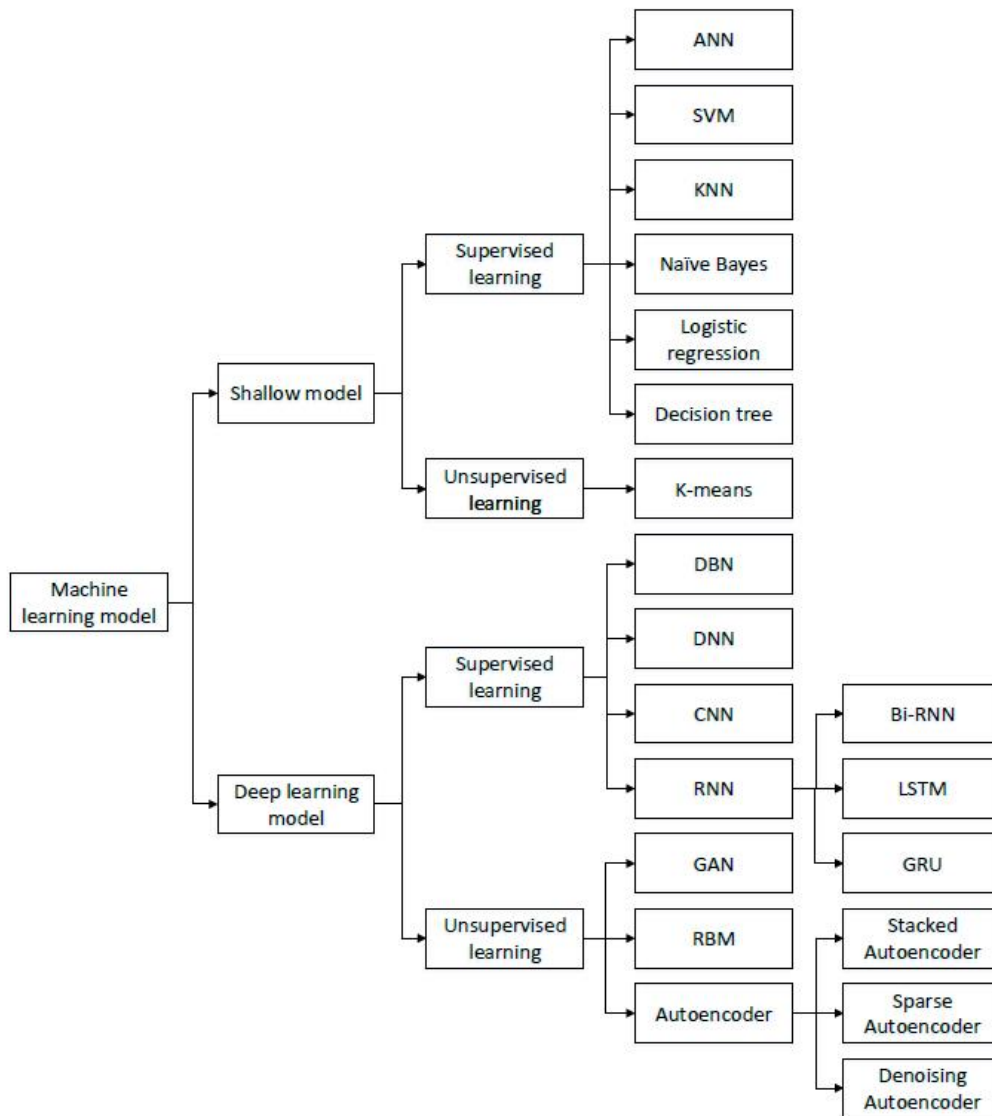 ANN
SVM
KNN
Supervised
learning
Naïve Bayes
Logistic
regression
Shallow model
Decision tree
Unsupervised
learning
K-means
Machine
learning model
DBN
DNN
Supervised
learning
CNN
Bi-RNN
Deep learning
model
RNN
LSTM
GAN
GRU
Unsupervised
learning
RBM
Stacked
Autoencoder
Autoencoder
Sparse
Autoencoder
Denoising
Autoencoder